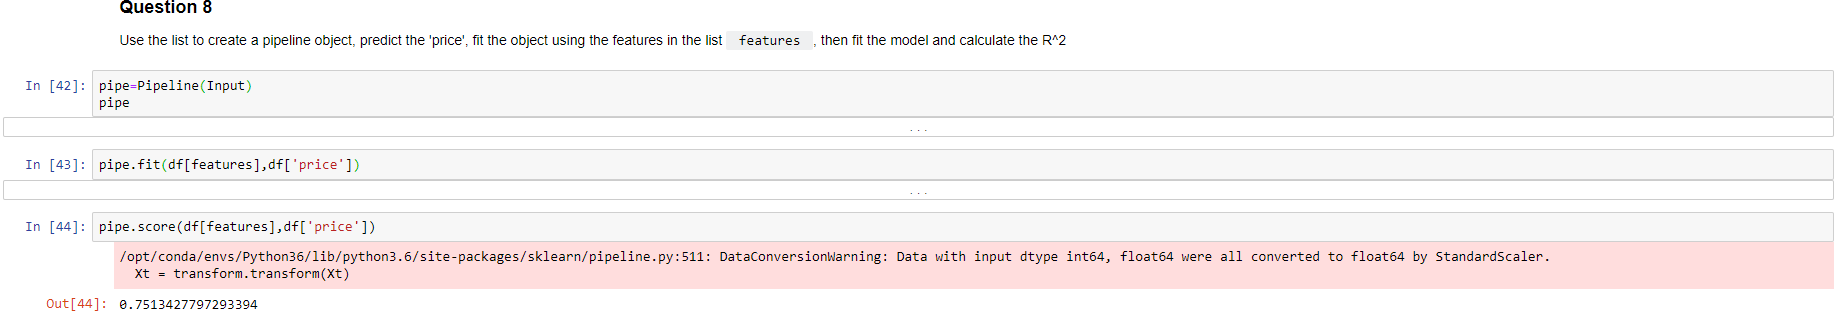 Question 8
Use the list to create a pipeline object, predict the 'price', fit the object using the features in the list features , then fit the model and calculate the R^2
In [42]: pipe=Pipeline(Input)
pipe
...
In [43]: pipe.fit(df[features],df['price'])
...
In [44]: pipe.score(df[features],df['price'])
/opt/conda/envs/Python36/lib/python3.6/site-packages/sklearn/pipeline.py:511: DataConversionWarning: Data with input dtype int64, float64 were all converted to float64 by StandardScaler.
Xt = transform.transform(Xt)
Out[44]: 0.7513427797293394